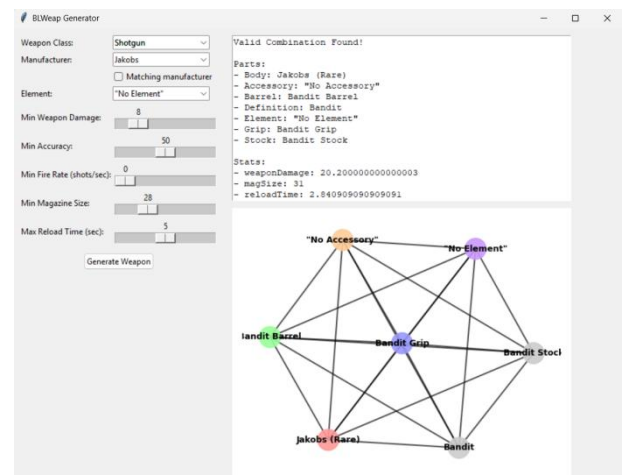 BLWeap Generator
Weapon Class:
Shotgun
Manufacturer:
Jakobs
Matching manufacturer
Element:
"No Element"
Min Weapon Damage:
8
Min Accuracy:
50
Min Fire Rate (shots/sec):
0
Min Magazine Size:
28
Max Reload Time (sec):
5
Generate Weapon
Valid Combination Found!
Parts:
- Body: Jakobs (Rare)
- Accessory: "No Accessory"
- Barrel: Bandit Barrel
- Definition: Bandit
- Element: "No Element"
- Grip: Bandit Grip
- Stock: Bandit Stock
Stats:
- weaponDamage: 20.200000000000003
- magSize: 31
- reloadTime: 2.840909090909091
"No Accessory"
"No Element"
andit Barrel
Bandit Grip
Bandit Stocl
Jakobs (Rare)
Bandit